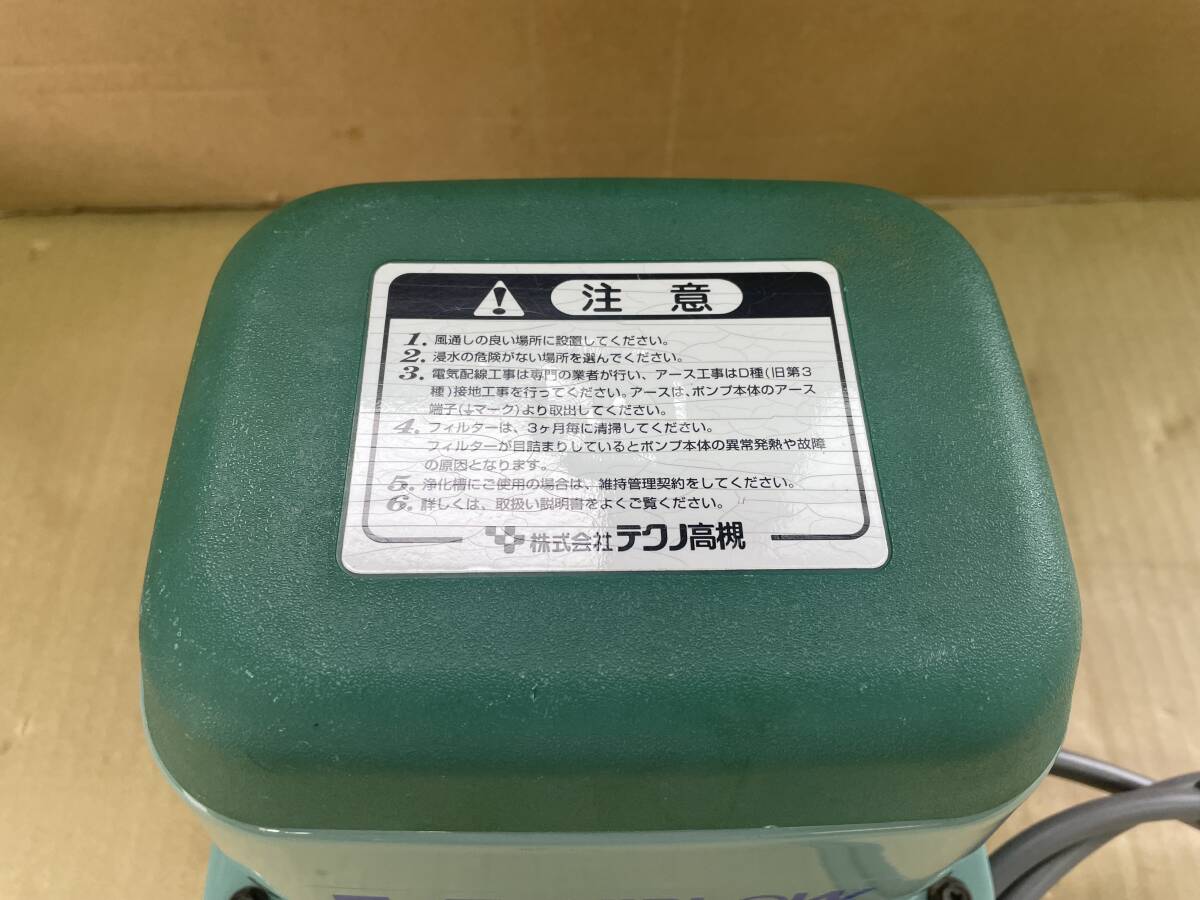 注意
1. 風通しの良い場所に設置してください。
2. 浸水の危険がない場所を選んでください。
3. 電気配線工事は専門の業者が行い、アース工事はD種(旧第3
種)接地工事を行ってください。アースは、ポンプ本体のアース
端子(⏚マーク)より取出してください。
4. フィルターは、3ヶ月毎に清掃してください。
フィルターが目詰まりしているとポンプ本体の異常発熱や故障
の原因となります。
5. 浄化槽にご使用の場合は、維持管理契約をしてください。
6. 詳しくは、取扱い説明書をよくご覧ください。
株式会社テクノ高槻